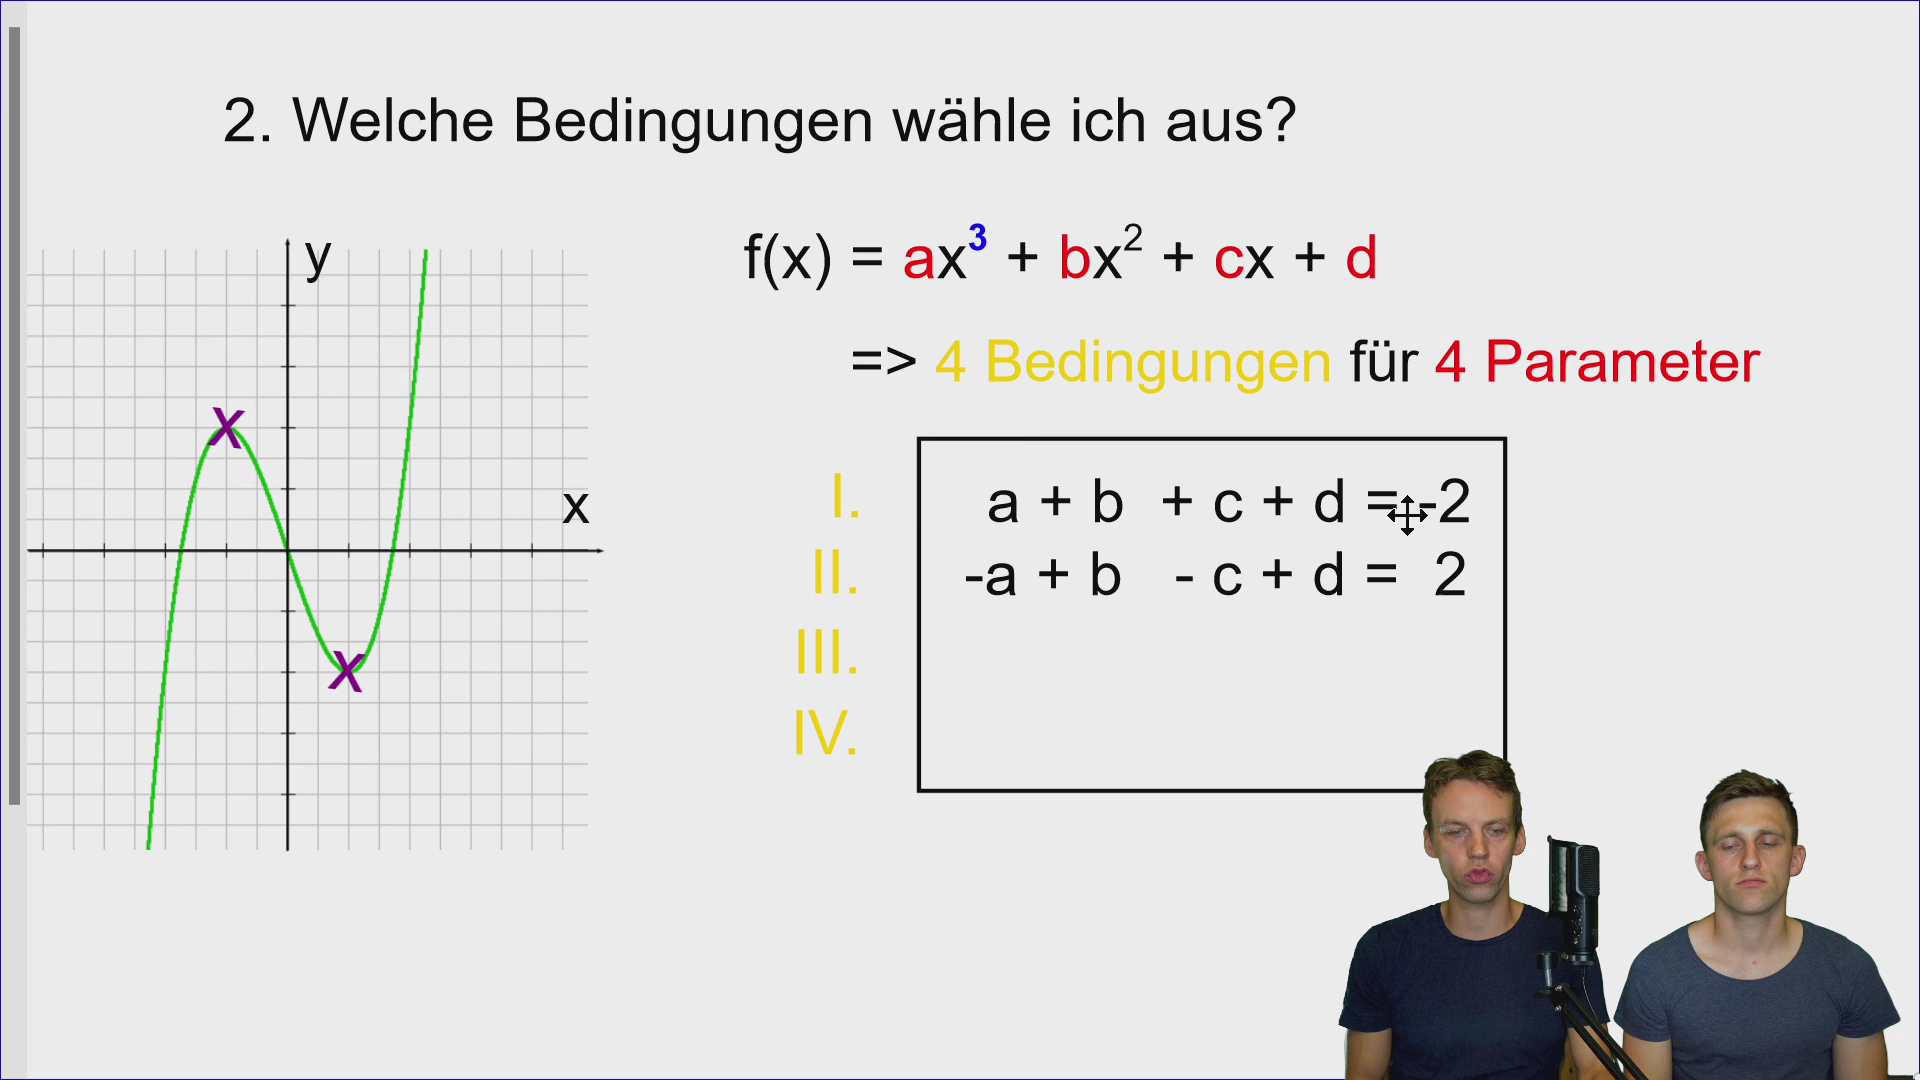 2. Welche Bedingungen wähle ich aus?
y
f(x) = ax³ + bx² + cx + d
=> 4 Bedingungen für 4 Parameter
x
x
x
I. a + b + c + d = -2
II. -a + b - c + d = 2
III.
IV.